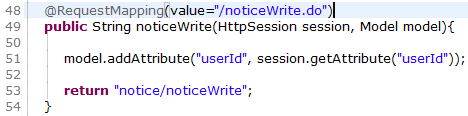 48 @RequestMapping(value="/noticeWrite.do")
49 public String noticeWrite(HttpSession session, Model model){
50
51 model.addAttribute("userId", session.getAttribute("userId"));
52
53 return "notice/noticeWrite";
54 }